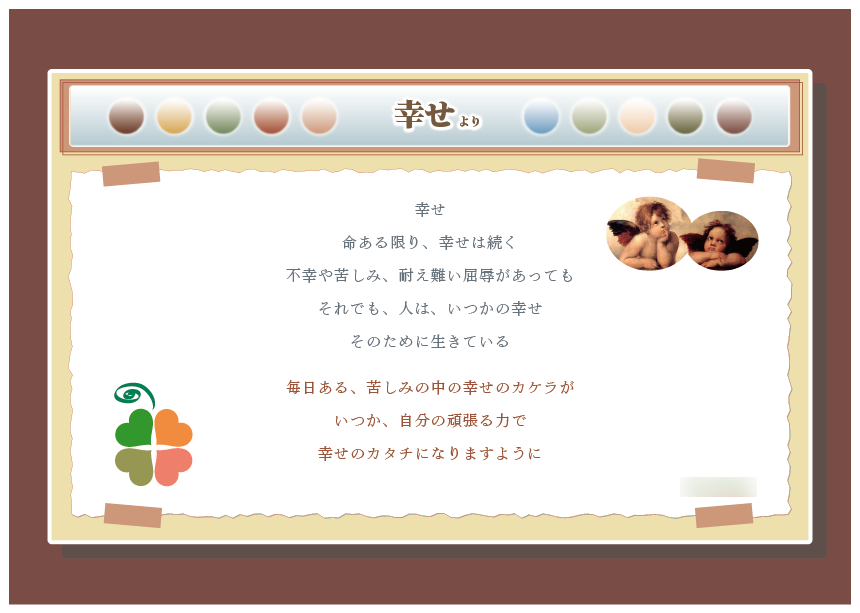 幸せより
幸せ
命ある限り、幸せは続く
不幸や苦しみ、耐え難い屈辱があっても
それでも、人は、いつかの幸せ
そのために生きている
毎日ある、苦しみの中の幸せのカケラが
いつか、自分の頑張る力で
幸せのカタチになりますように